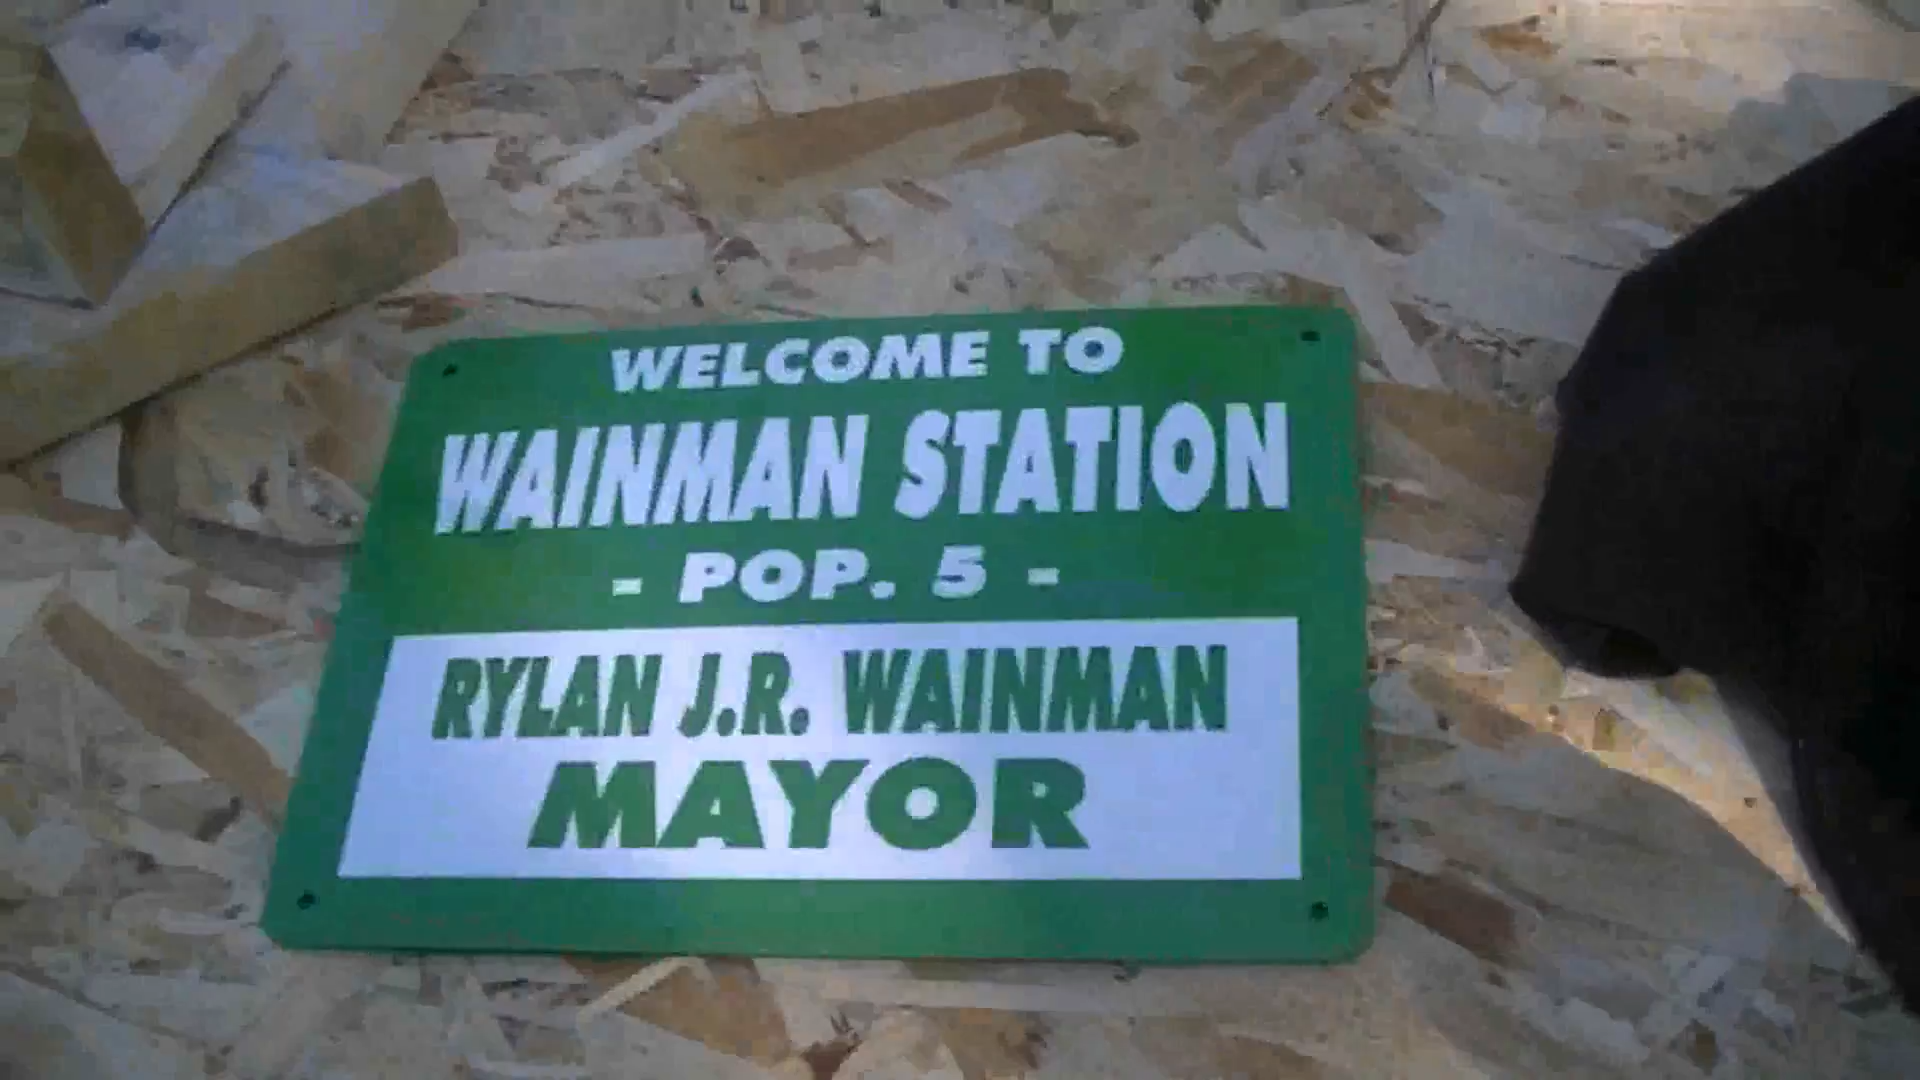 WELCOME TO
WAINMAN STATION
- POP. 5 -
RYLAN J.R. WAINMAN
MAYOR